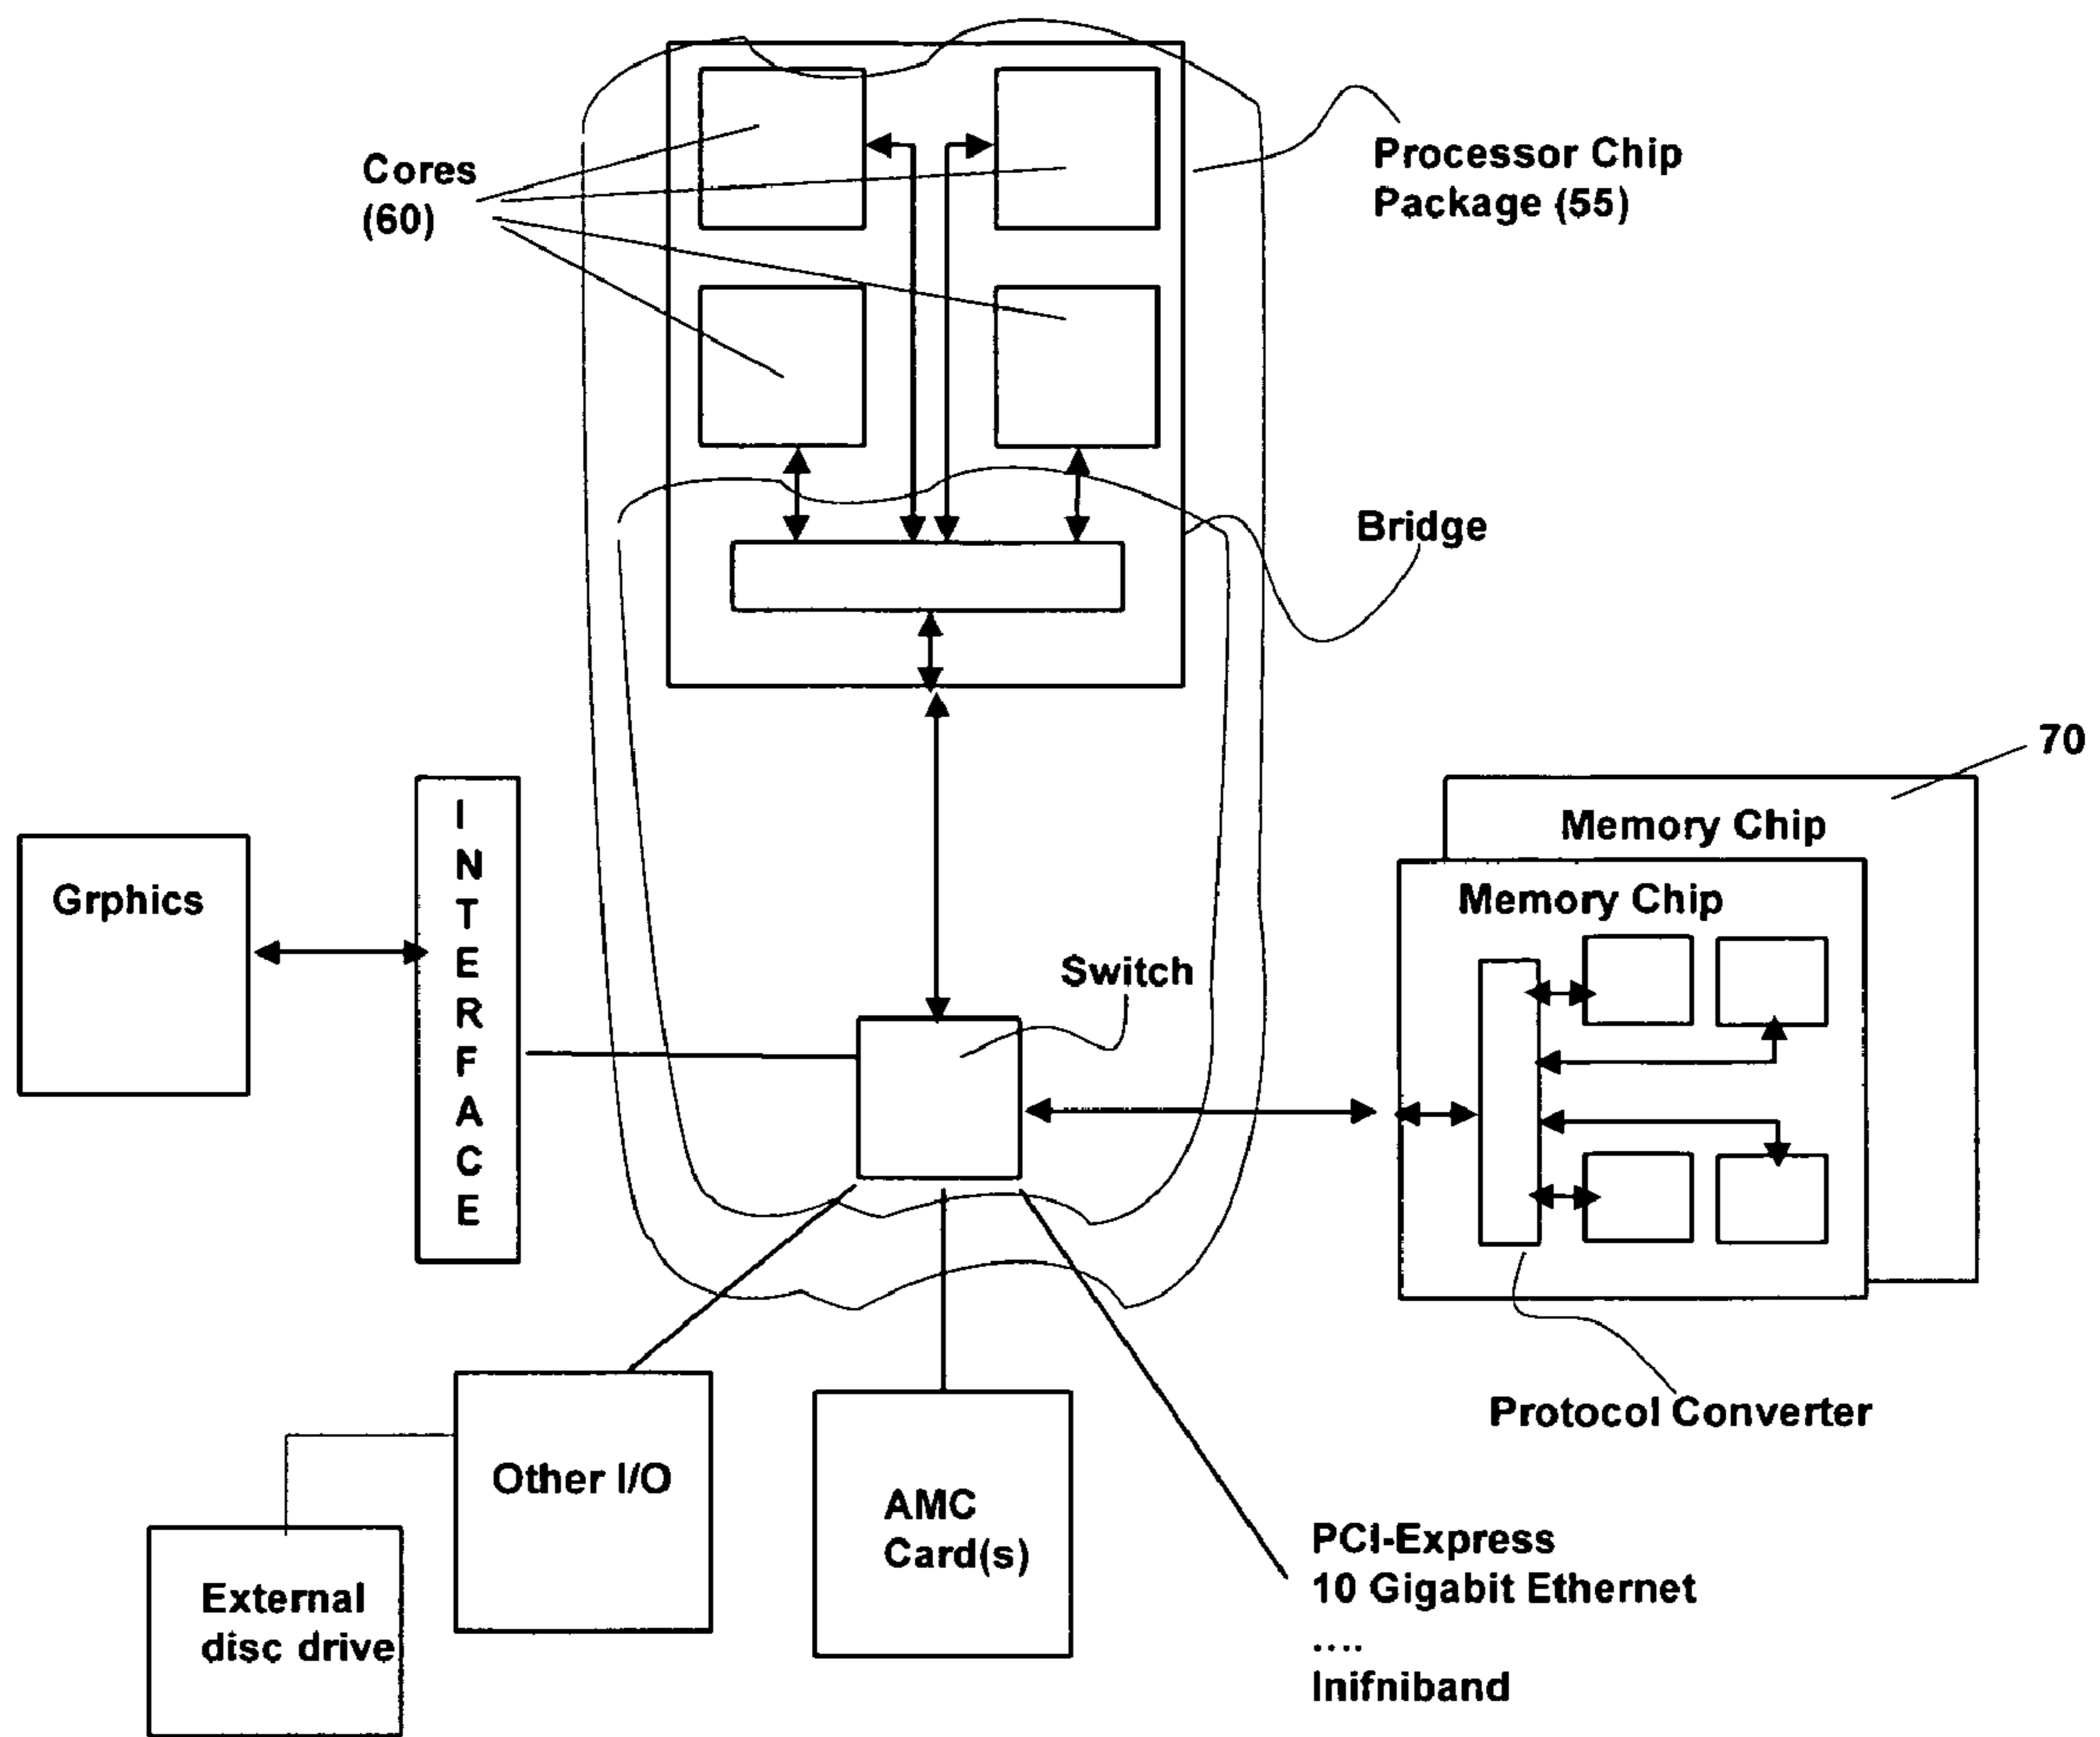 Cores
(60)
Processor Chip
Package (55)
Bridge
70
Memory Chip
Memory Chip
INTERFACE
Grphics
Switch
Protocol Converter
Other I/O
AMC
Card(s)
External
disc drive
PCI-Express
10 Gigabit Ethernet
....
Inifniband